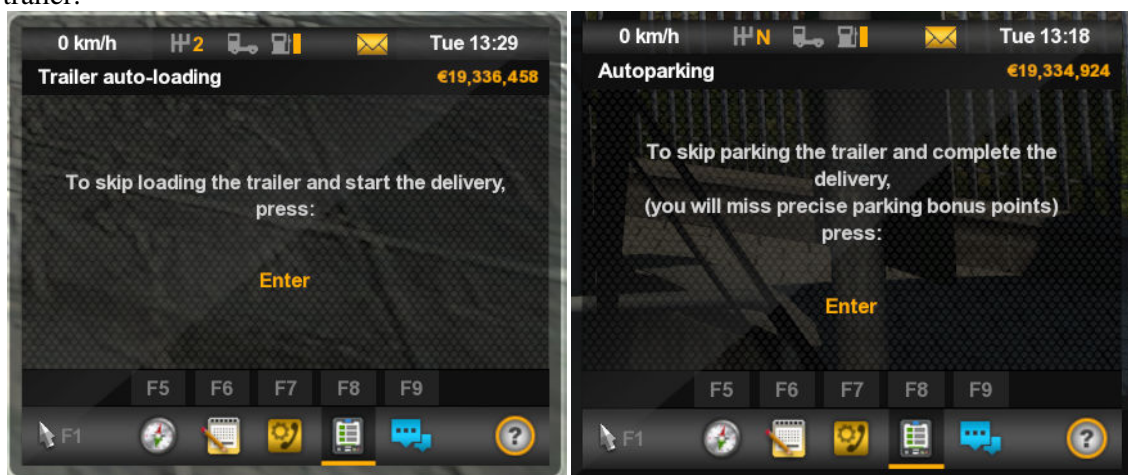 trailer.
0 km/h 2 Tue 13:29
Trailer auto-loading €19,336,458
To skip loading the trailer and start the delivery,
press:
Enter
F5 F6 F7 F8 F9
F1 ?
0 km/h N Tue 13:18
Autoparking €19,334,924
To skip parking the trailer and complete the
delivery,
(you will miss precise parking bonus points)
press:
Enter
F5 F6 F7 F8 F9
F1 ?